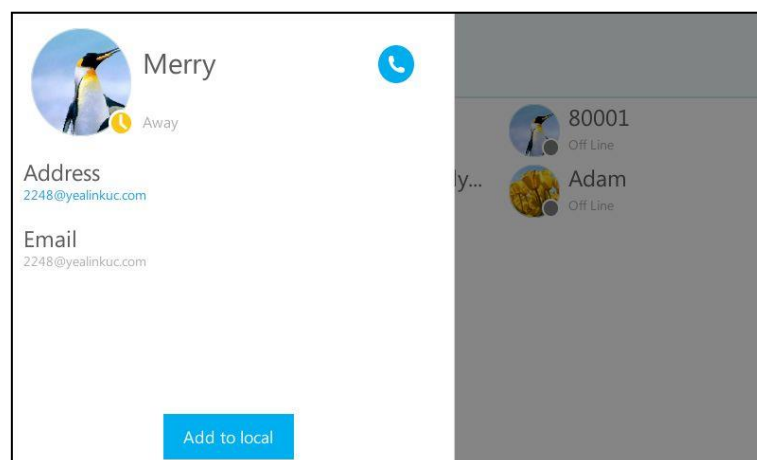 Merry
Away
Address
2248@yealinkuc.com
Email
2248@yealinkuc.com
Add to local
ly...
80001
Off Line
Adam
Off Line